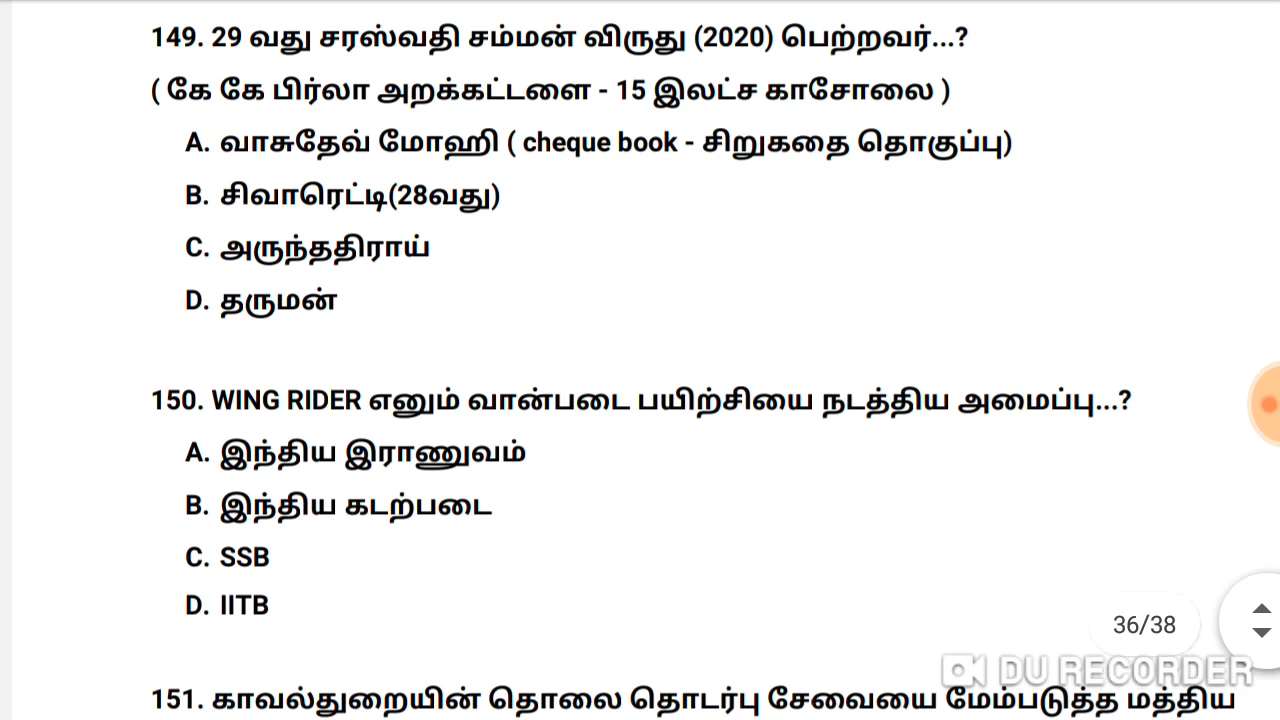 149. 29 வது சரஸ்வதி சம்மன் விருது (2020) பெற்றவர்...?
( கே கே பிர்லா அறக்கட்டளை - 15 இலட்ச காசோலை )
A. வாசுதேவ் மோஹி ( cheque book - சிறுகதை தொகுப்பு)
B. சிவாரெட்டி(28வது)
C. அருந்ததிராய்
D. தருமன்
150. WING RIDER எனும் வான்படை பயிற்சியை நடத்திய அமைப்பு...?
A. இந்திய இராணுவம்
B. இந்திய கடற்படை
C. SSB
D. IITB
36/38
DU RECORDER
151. காவல்துறையின் தொலை தொடர்பு சேவையை மேம்படுத்த மத்திய